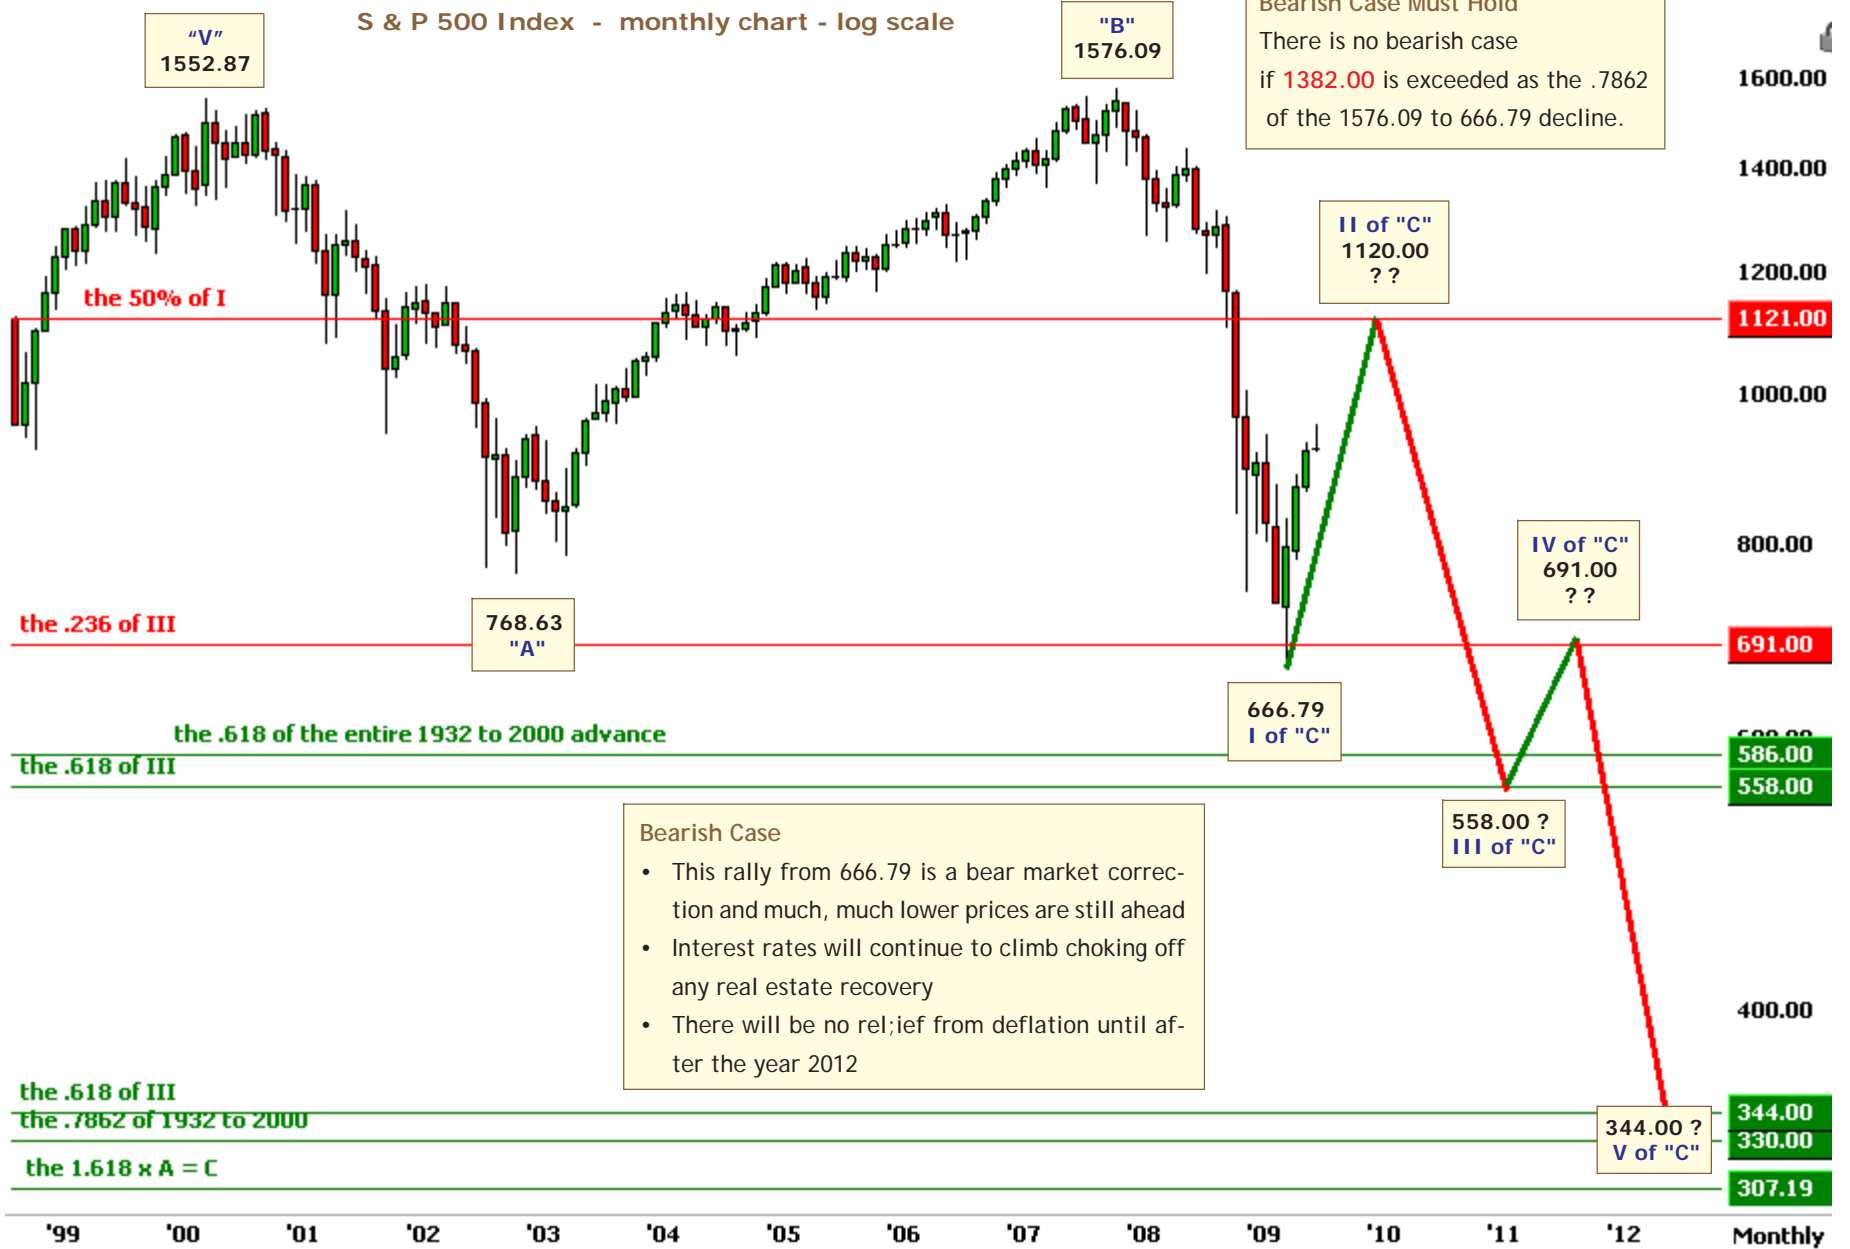 S & P 500 Index - monthly chart - log scale
“V”
1552.87
"B"
1576.09
Bearish Case Must Hold
There is no bearish case
if 1382.00 is exceeded as the .7862
of the 1576.09 to 666.79 decline.
1600.00
1400.00
II of "C"
1120.00
? ?
1200.00
the 50% of I
1121.00
1000.00
800.00
IV of "C"
691.00
? ?
768.63
"A"
the .236 of III
691.00
666.79
I of "C"
the .618 of the entire 1932 to 2000 advance
586.00
the .618 of III
558.00
558.00 ?
III of "C"
Bearish Case
• This rally from 666.79 is a bear market correc-
tion and much, much lower prices are still ahead
• Interest rates will continue to climb choking off
any real estate recovery
• There will be no rel;ief from deflation until af-
ter the year 2012
400.00
the .618 of III
344.00
the .7862 of 1932 to 2000
330.00
344.00 ?
V of "C"
the 1.618 x A = C
307.19
'99 '00 '01 '02 '03 '04 '05 '06 '07 '08 '09 '10 '11 '12 Monthly